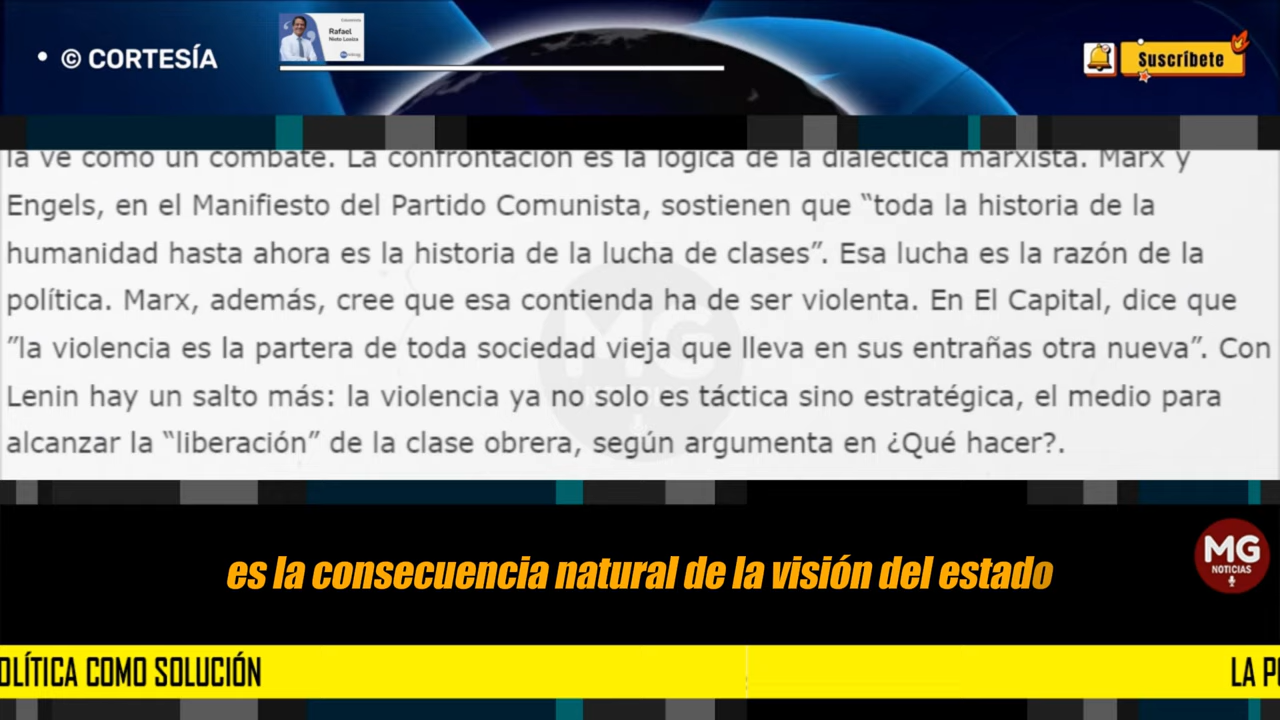 • © CORTESÍA
Rafael
Nieto Loaiza
Suscríbete
la ve como un combate. La confrontación es la lógica de la dialéctica marxista. Marx y
Engels, en el Manifiesto del Partido Comunista, sostienen que “toda la historia de la
humanidad hasta ahora es la historia de la lucha de clases”. Esa lucha es la razón de la
política. Marx, además, cree que esa contienda ha de ser violenta. En El Capital, dice que
”la violencia es la partera de toda sociedad vieja que lleva en sus entrañas otra nueva”. Con
Lenin hay un salto más: la violencia ya no solo es táctica sino estratégica, el medio para
alcanzar la “liberación” de la clase obrera, según argumenta en ¿Qué hacer?.
es la consecuencia natural de la visión del estado
MG
NOTICIAS
OLÍTICA COMO SOLUCIÓN
LA P